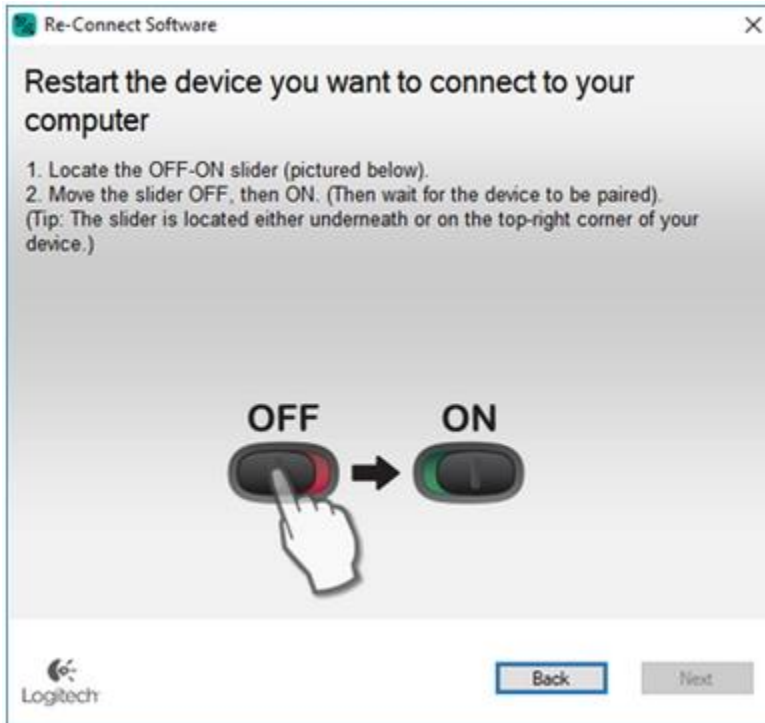 Re-Connect Software
Restart the device you want to connect to your
computer
1. Locate the OFF-ON slider (pictured below).
2. Move the slider OFF, then ON. (Then wait for the device to be paired).
(Tip: The slider is located either underneath or on the top-right corner of your
device.)
OFF ON
Logitech
Back Next